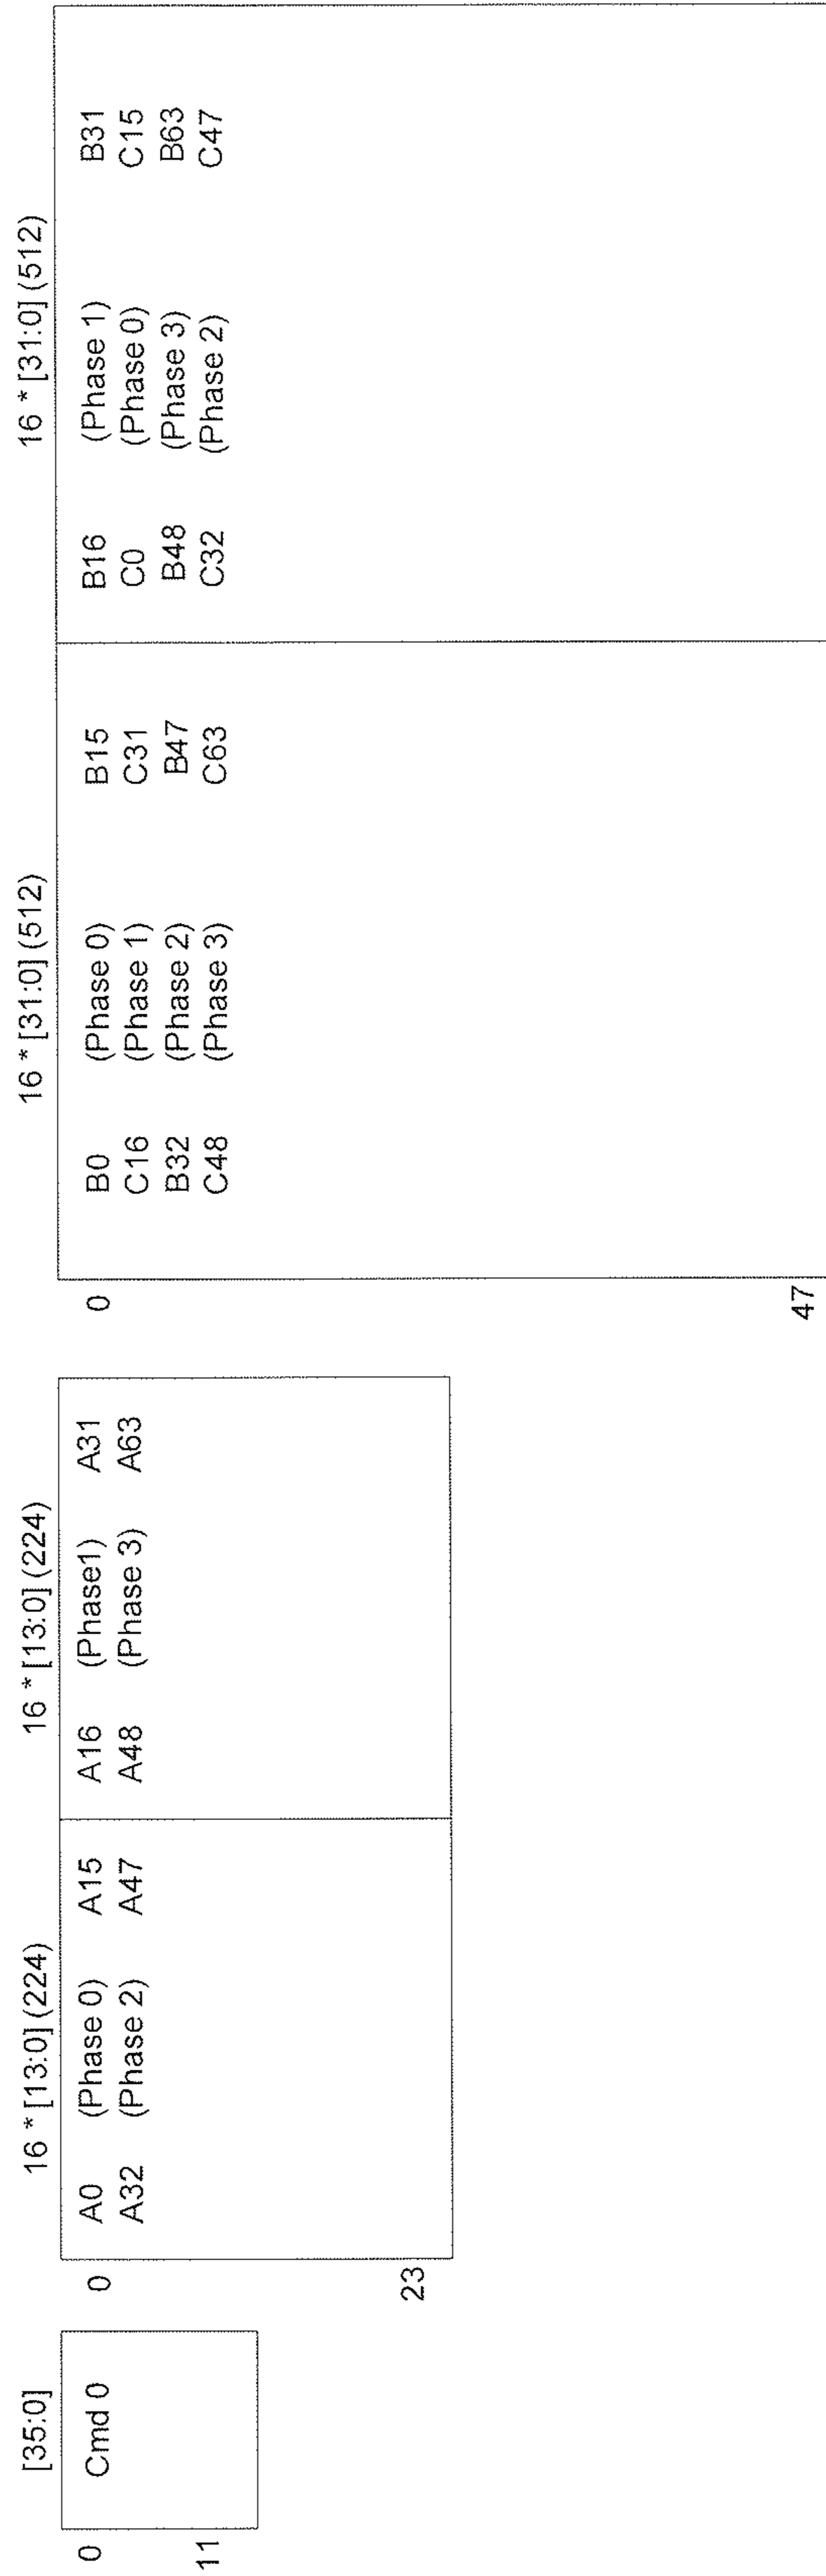 [35:0]
0 Cmd 0
11
16 * [13:0] (224) 16 * [13:0] (224)
0 A0 (Phase 0) A15 A16 (Phase1) A31
A32 (Phase 2) A47 A48 (Phase 3) A63
23
16 * [31:0] (512) 16 * [31:0] (512)
0 B0 (Phase 0) B15 B16 (Phase 1) B31
C16 (Phase 1) C31 C0 (Phase 0) C15
B32 (Phase 2) B47 B48 (Phase 3) B63
C48 (Phase 3) C63 C32 (Phase 2) C47
47